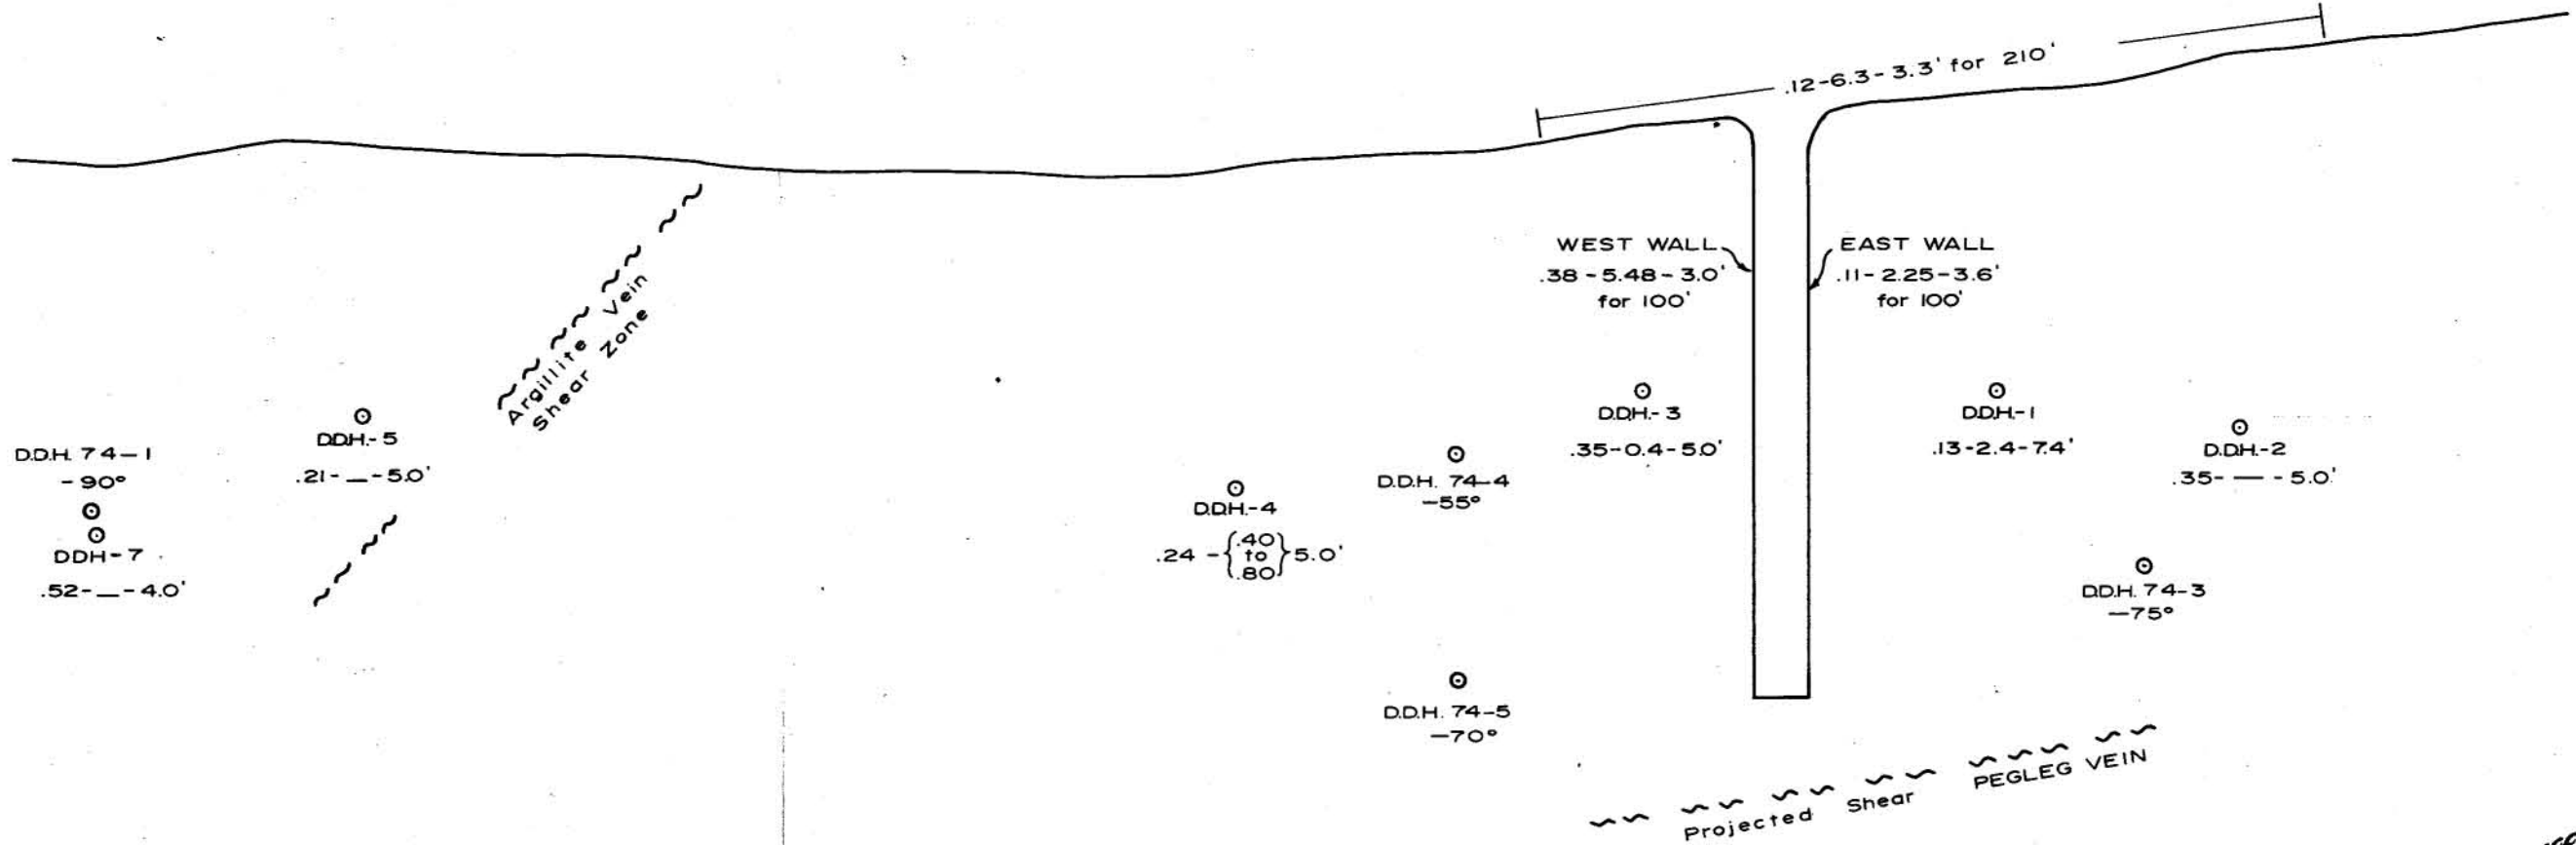 .12-6.3-3.3' for 210'
WEST WALL
.38-5.48-3.0'
for 100'
EAST WALL
.11-2.25-3.6'
for 100'
Argillite Vein
Shear Zone
D.D.H.-3
.35-0.4-5.0'
D.D.H.-1
.13-2.4-7.4'
D.D.H.-2
.35- — -5.0'
D.D.H.-5
.21-—-5.0'
D.D.H. 74-1
-90°
DDH-7
.52-—-4.0'
D.D.H. 74-4
-55°
D.D.H.-4
.24 - {.40
to
.80} 5.0'
D.D.H. 74-3
-75°
D.D.H. 74-5
-70°
Projected Shear PEGLEG VEIN